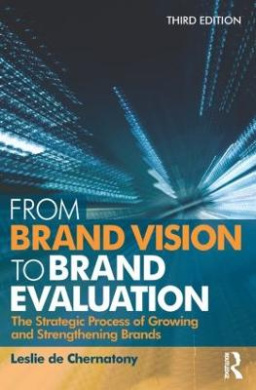 THIRD EDITION
FROM
BRAND VISION
TO BRAND
EVALUATION
The Strategic Process of Growing
and Strengthening Brands
Leslie de Chernatony
R
ROUTLEDGE